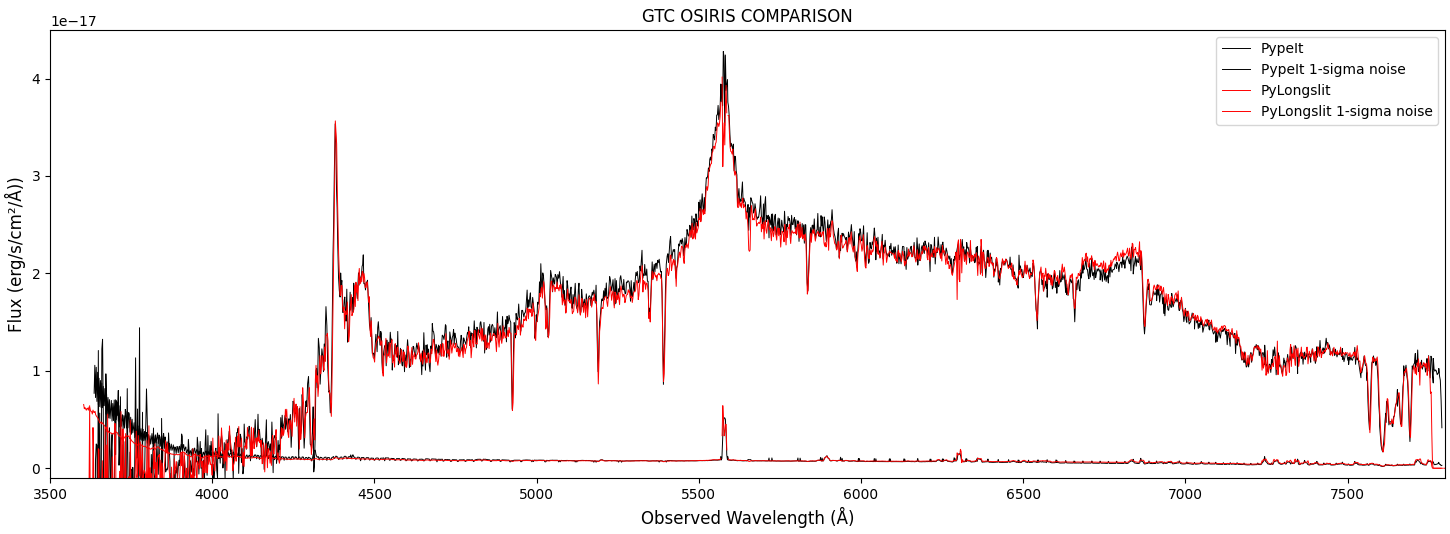 GTC OSIRIS COMPARISON
1e−17
PypeIt
PypeIt 1-sigma noise
PyLongslit
PyLongslit 1-sigma noise
Flux (erg/s/cm²/Å))
4
3
2
1
0
3500 4000 4500 5000 5500 6000 6500 7000 7500
Observed Wavelength (Å)